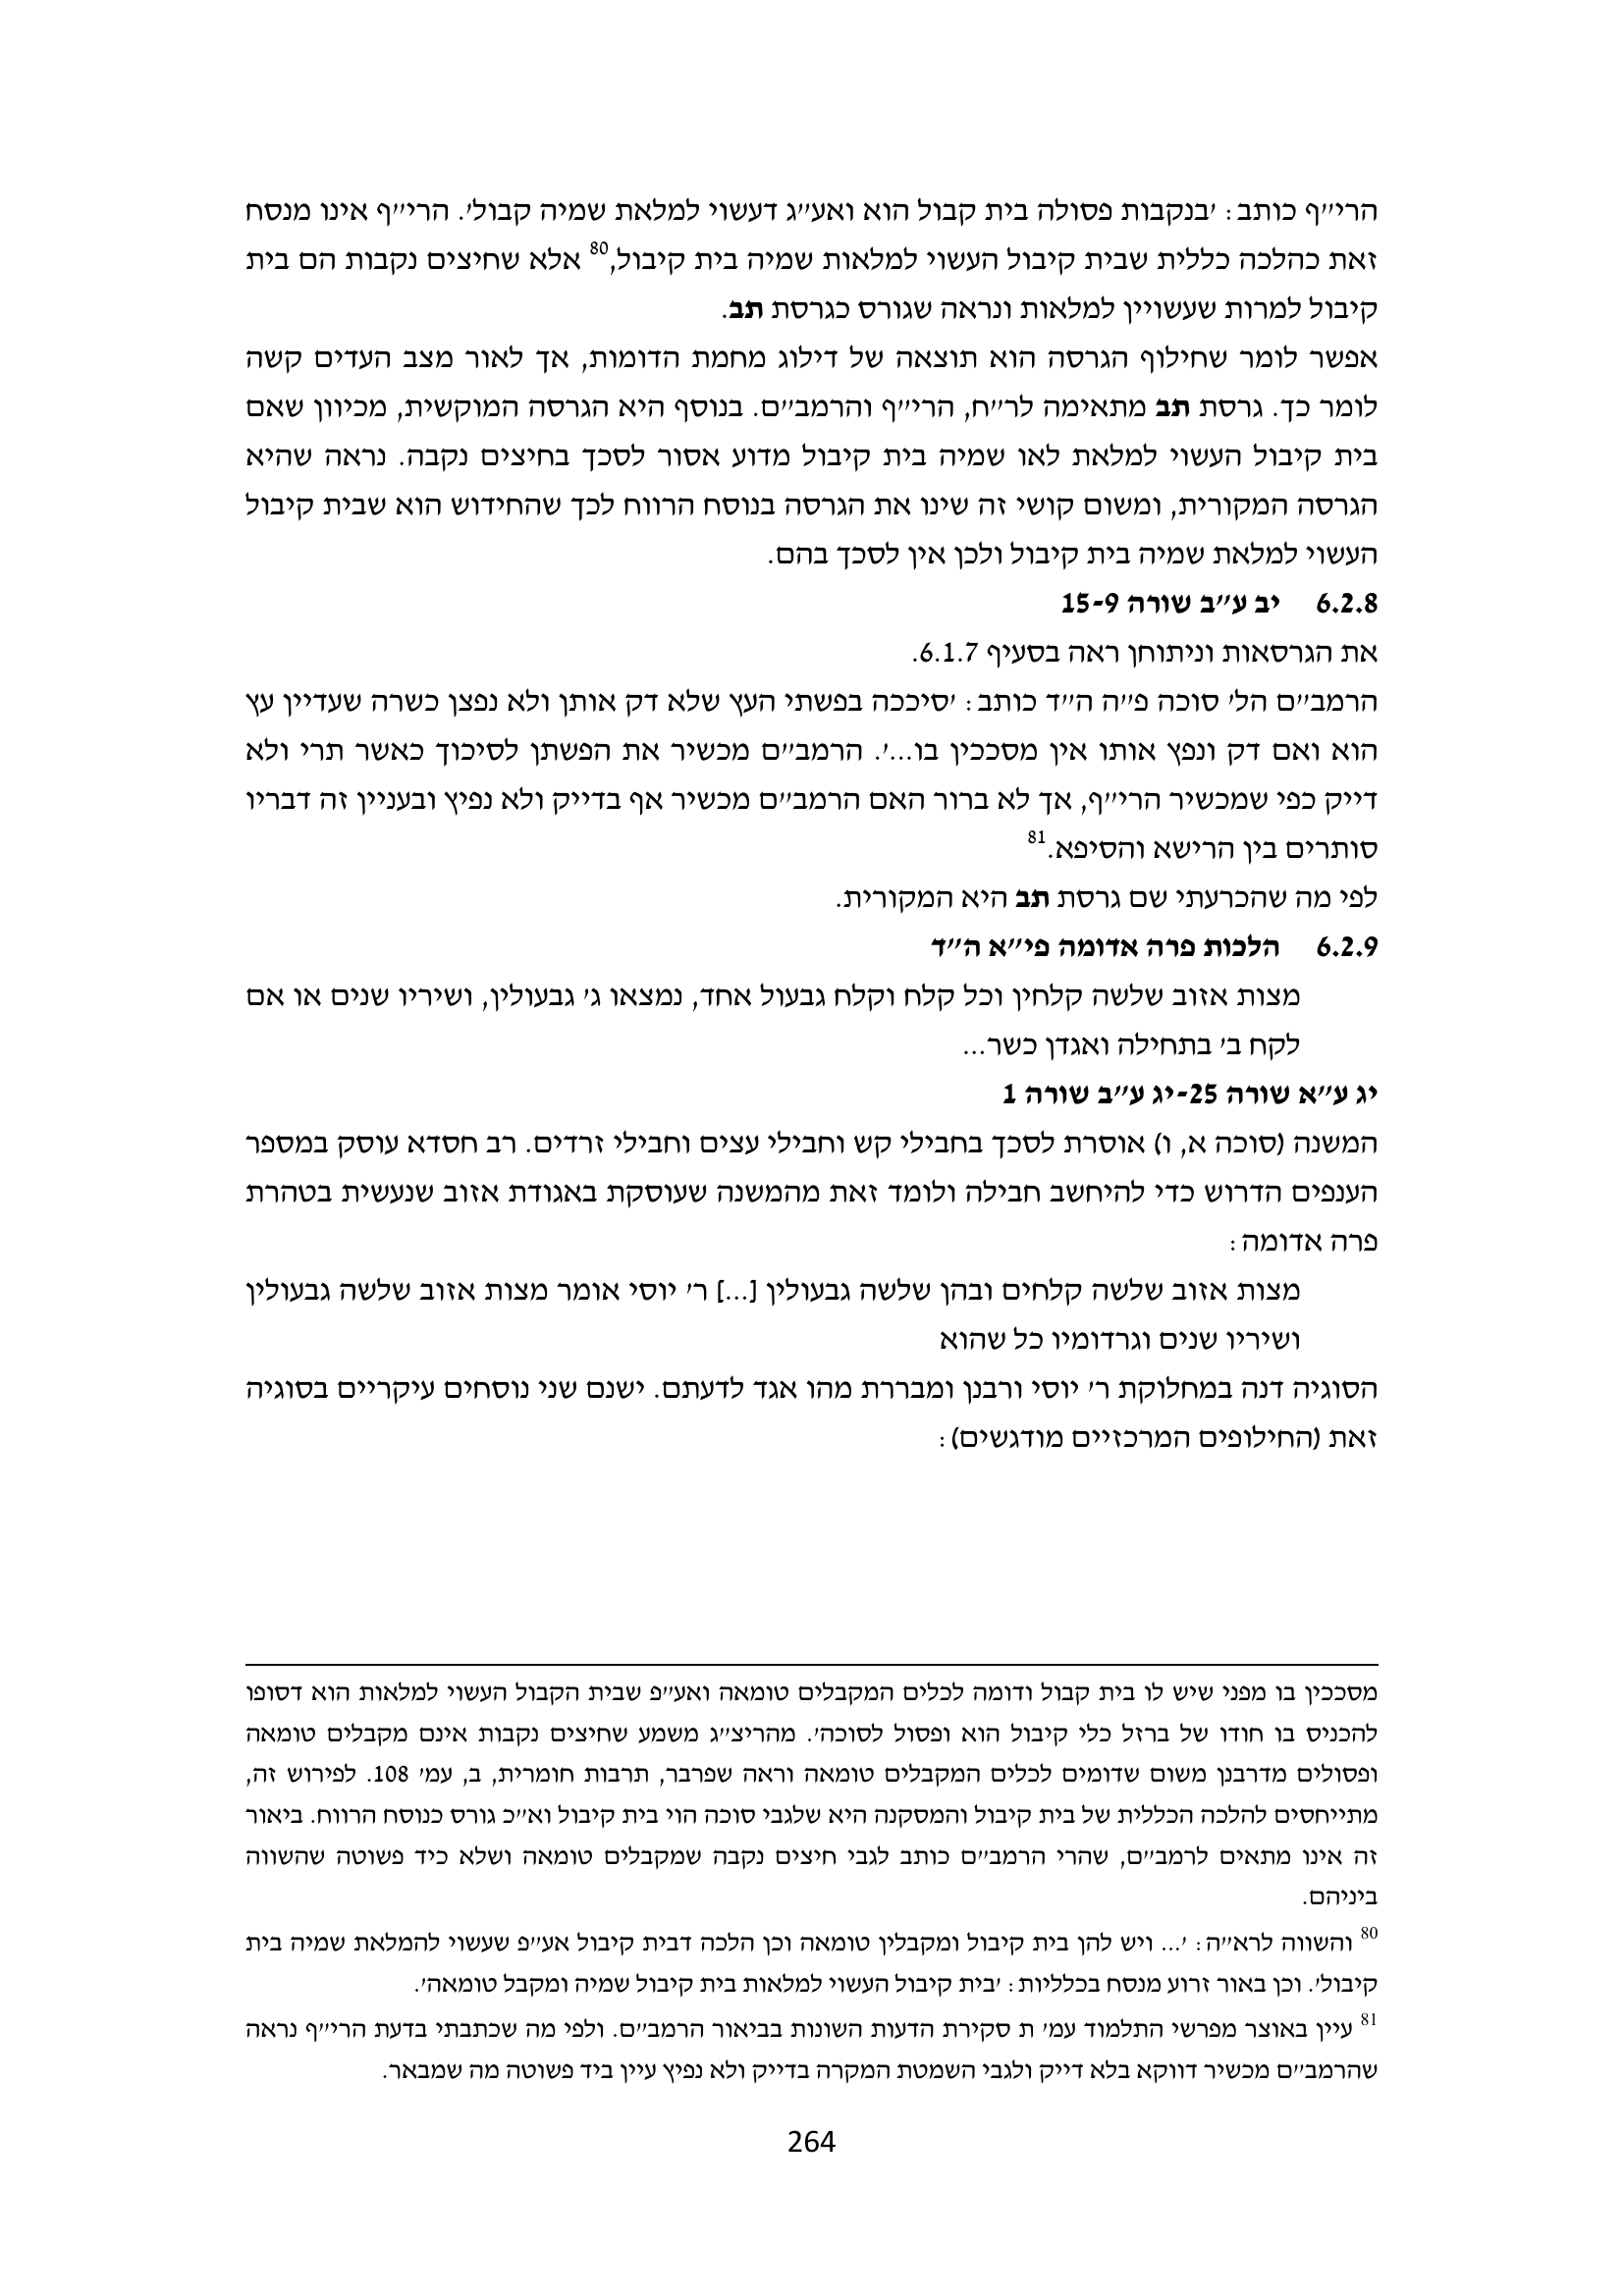 הרי״ף כותב: ׳בנקבות פסולה בית קבול הוא ואע״ג דעשוי למלאת שמיה קבול׳. הרי״ף אינו מנסח
זאת כהלכה כללית שבית קיבול העשוי למלאות שמיה בית קיבול,80 אלא שחיצים נקבות הם בית
קיבול למרות שעשויין למלאות ונראה שגורס כגרסת תב.
אפשר לומר שחילוף הגרסה הוא תוצאה של דילוג מחמת הדומות, אך לאור מצב העדים קשה
לומר כך. גרסת תב מתאימה לר״ח, הרי״ף והרמב״ם. בנוסף היא הגרסה המוקשית, מכיוון שאם
בית קיבול העשוי למלאת לאו שמיה בית קיבול מדוע אסור לסכך בחיצים נקבה. נראה שהיא
הגרסה המקורית, ומשום קושי זה שינו את הגרסה בנוסח הרווח לכך שהחידוש הוא שבית קיבול
העשוי למלאת שמיה בית קיבול ולכן אין לסכך בהם.
6.2.8 יב ע״ב שורה 15-9
את הגרסאות וניתוחן ראה בסעיף 6.1.7.
הרמב״ם הל׳ סוכה פ״ה ה״ד כותב: ׳סיככה בפשתי העץ שלא דק אותן ולא נפצן כשרה שעדיין עץ
הוא ואם דק ונפץ אותו אין מסככין בו...׳. הרמב״ם מכשיר את הפשתן לסיכוך כאשר תרי ולא
דייק כפי שמכשיר הרי״ף, אך לא ברור האם הרמב״ם מכשיר אף בדייק ולא נפיץ ובעניין זה דבריו
סותרים בין הרישא והסיפא.81
לפי מה שהכרעתי שם גרסת תב היא המקורית.
6.2.9 הלכות פרה אדומה פי״א ה״ד
מצות אזוב שלשה קלחין וכל קלח וקלח גבעול אחד, נמצאו ג׳ גבעולין, ושיריו שנים או אם
לקח ב׳ בתחילה ואגדן כשר...
יג ע״א שורה 25-יג ע״ב שורה 1
המשנה (סוכה א, ו) אוסרת לסכך בחבילי קש וחבילי עצים וחבילי זרדים. רב חסדא עוסק במספר
הענפים הדרוש כדי להיחשב חבילה ולומד זאת מהמשנה שעוסקת באגודת אזוב שנעשית בטהרת
פרה אדומה:
מצות אזוב שלשה קלחים ובהן שלשה גבעולין [...] ר׳ יוסי אומר מצות אזוב שלשה גבעולין
ושיריו שנים וגרדומיו כל שהוא
הסוגיה דנה במחלוקת ר׳ יוסי ורבנן ומבררת מהו אגד לדעתם. ישנם שני נוסחים עיקריים בסוגיה
זאת (החילופים המרכזיים מודגשים):
מסככין בו מפני שיש לו בית קבול ודומה לכלים המקבלים טומאה ואע״פ שבית הקבול העשוי למלאות הוא דסופו
להכניס בו חודו של ברזל כלי קיבול הוא ופסול לסוכה׳. מהריצ״ג משמע שחיצים נקבות אינם מקבלים טומאה
ופסולים מדרבנן משום שדומים לכלים המקבלים טומאה וראה שפרבר, תרבות חומרית, ב, עמ׳ 108. לפירוש זה,
מתייחסים להלכה הכללית של בית קיבול והמסקנה היא שלגבי סוכה הוי בית קיבול וא״כ גורס כנוסח הרווח. ביאור
זה אינו מתאים לרמב״ם, שהרי הרמב״ם כותב לגבי חיצים נקבה שמקבלים טומאה ושלא כיד פשוטה שהשווה
ביניהם.
80 והשווה לרא״ה: ׳... ויש להן בית קיבול ומקבלין טומאה וכן הלכה דבית קיבול אע״פ שעשוי להמלאת שמיה בית
קיבול׳. וכן באור זרוע מנסח בכלליות: ׳בית קיבול העשוי למלאות בית קיבול שמיה ומקבל טומאה׳.
81 עיין באוצר מפרשי התלמוד עמ׳ ת סקירת הדעות השונות בביאור הרמב״ם. ולפי מה שכתבתי בדעת הרי״ף נראה
שהרמב״ם מכשיר דווקא בלא דייק ולגבי השמטת המקרה בדייק ולא נפיץ עיין ביד פשוטה מה שמבאר.
264